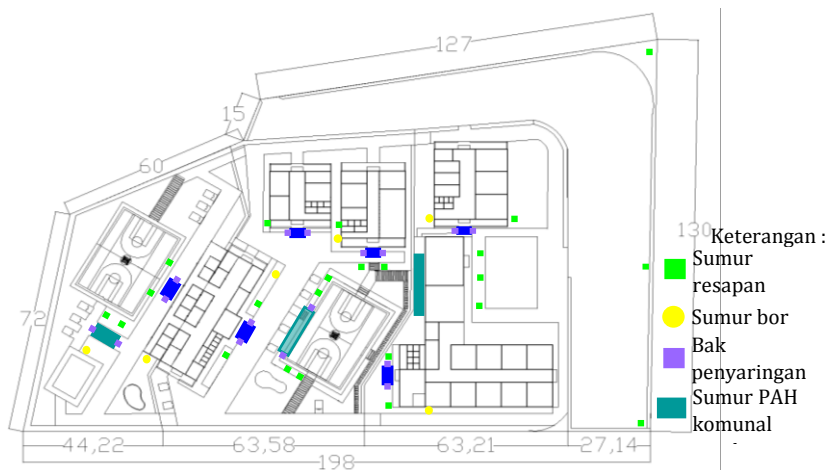 127
15
60
72
130
Keterangan :
Sumur
resapan
Sumur bor
Bak
penyaringan
Sumur PAH
komunal
44,22
63,58
63,21
27,14
198